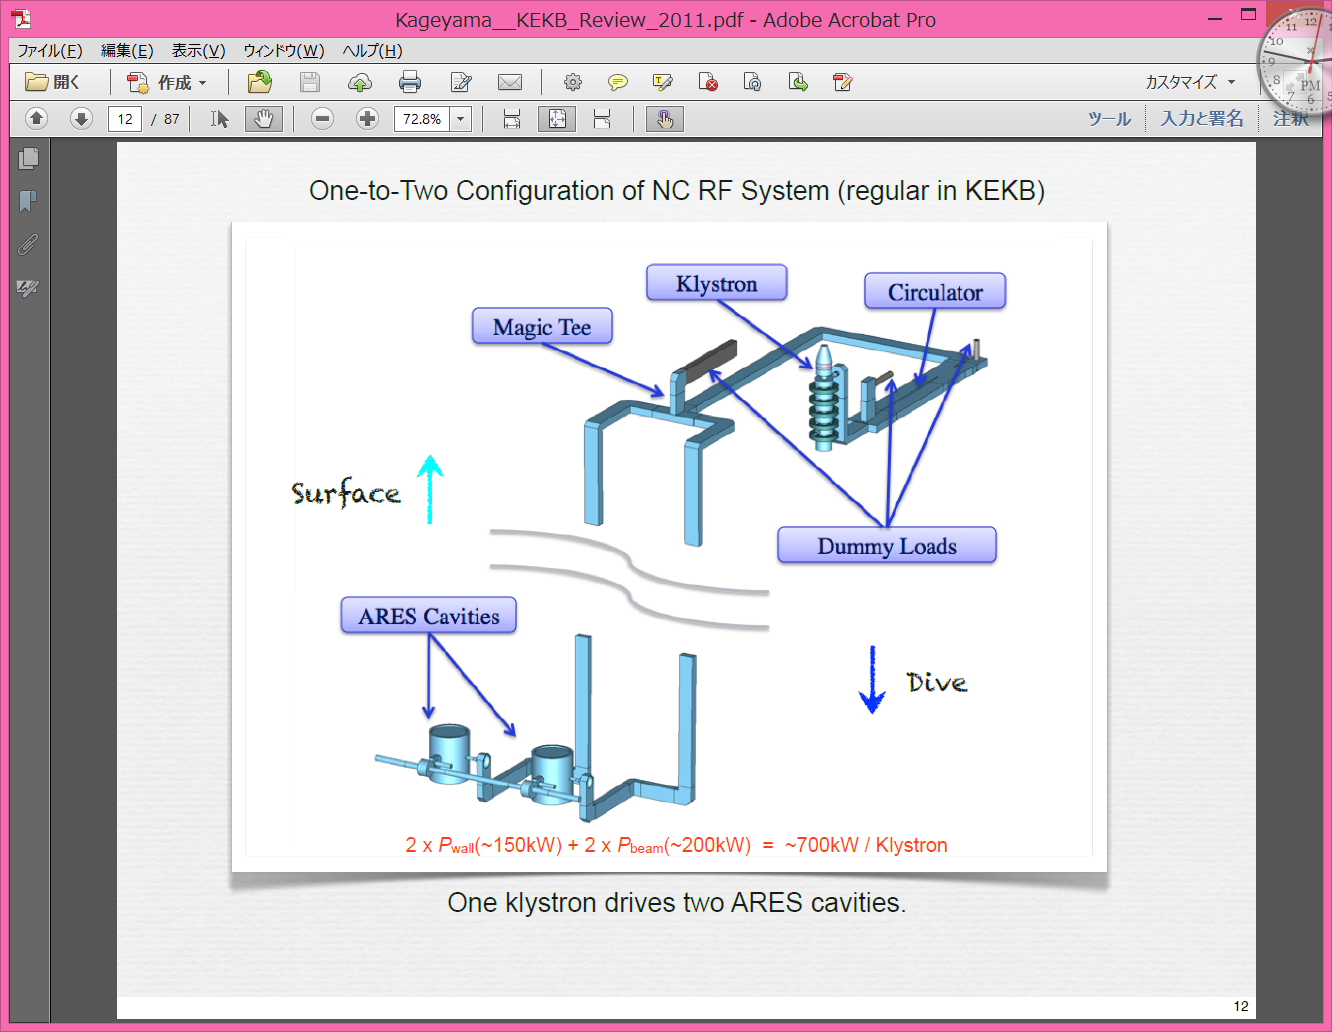 Kageyama__KEKB_Review_2011.pdf - Adobe Acrobat Pro
ファイル(F) 編集(E) 表示(V) ウィンドウ(W) ヘルプ(H)
開く 作成 カスタマイズ
12 / 87 72.8% ツール 入力と署名 注釈
One-to-Two Configuration of NC RF System (regular in KEKB)
Klystron
Circulator
Magic Tee
Surface
Dummy Loads
ARES Cavities
Dive
2 x Pwall(~150kW) + 2 x Pbeam(~200kW) = ~700kW / Klystron
One klystron drives two ARES cavities.
12